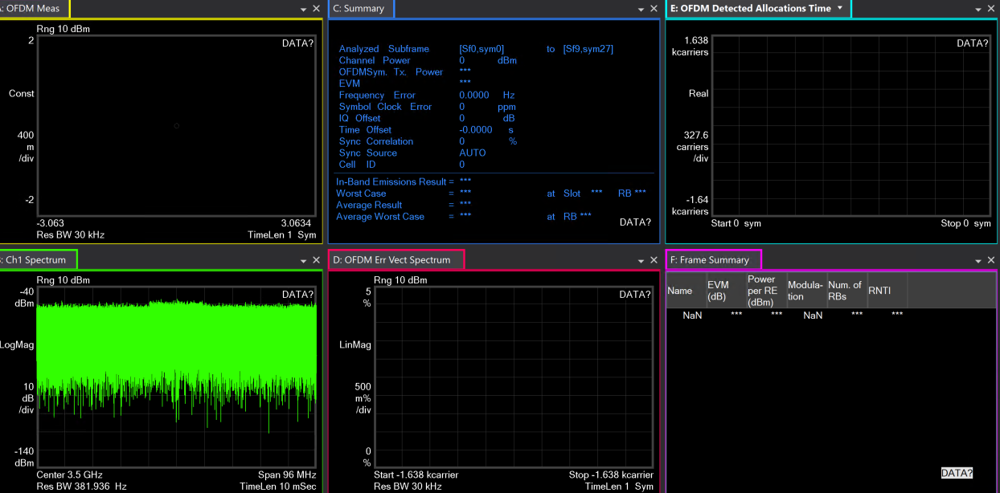 A: OFDM Meas
Rng 10 dBm
2
DATA?
Const
400
m
/div
-2
-3.063
3.0634
Res BW 30 kHz
TimeLen 1 Sym
C: Summary
Analyzed Subframe [Sf0,sym0] to [Sf9,sym27]
Channel Power 0 dBm
OFDMSym. Tx. Power ***
EVM ***
Frequency Error 0.0000 Hz
Symbol Clock Error 0 ppm
IQ Offset 0 dB
Time Offset -0.0000 s
Sync Correlation 0 %
Sync Source AUTO
Cell ID 0
In-Band Emissions Result = ***
Worst Case = *** at Slot *** RB ***
Average Result = ***
Average Worst Case = *** at RB ***
DATA?
E: OFDM Detected Allocations Time
1.638
kcarriers
DATA?
Real
327.6
carriers
/div
-1.64
kcarriers
Start 0 sym
Stop 0 sym
: Ch1 Spectrum
Rng 10 dBm
-40
dBm
DATA?
LogMag
10
dB
/div
-140
dBm
Center 3.5 GHz
Span 96 MHz
Res BW 381.936 Hz
TimeLen 10 mSec
D: OFDM Err Vect Spectrum
Rng 10 dBm
5
%
DATA?
LinMag
500
m%
/div
0
%
Start -1.638 kcarrier
Stop -1.638 kcarrier
Res BW 30 kHz
TimeLen 1 Sym
F: Frame Summary
Name EVM (dB) Power per RE (dBm) Modula-tion Num. of RBs RNTI
NaN *** *** NaN *** ***
DATA?